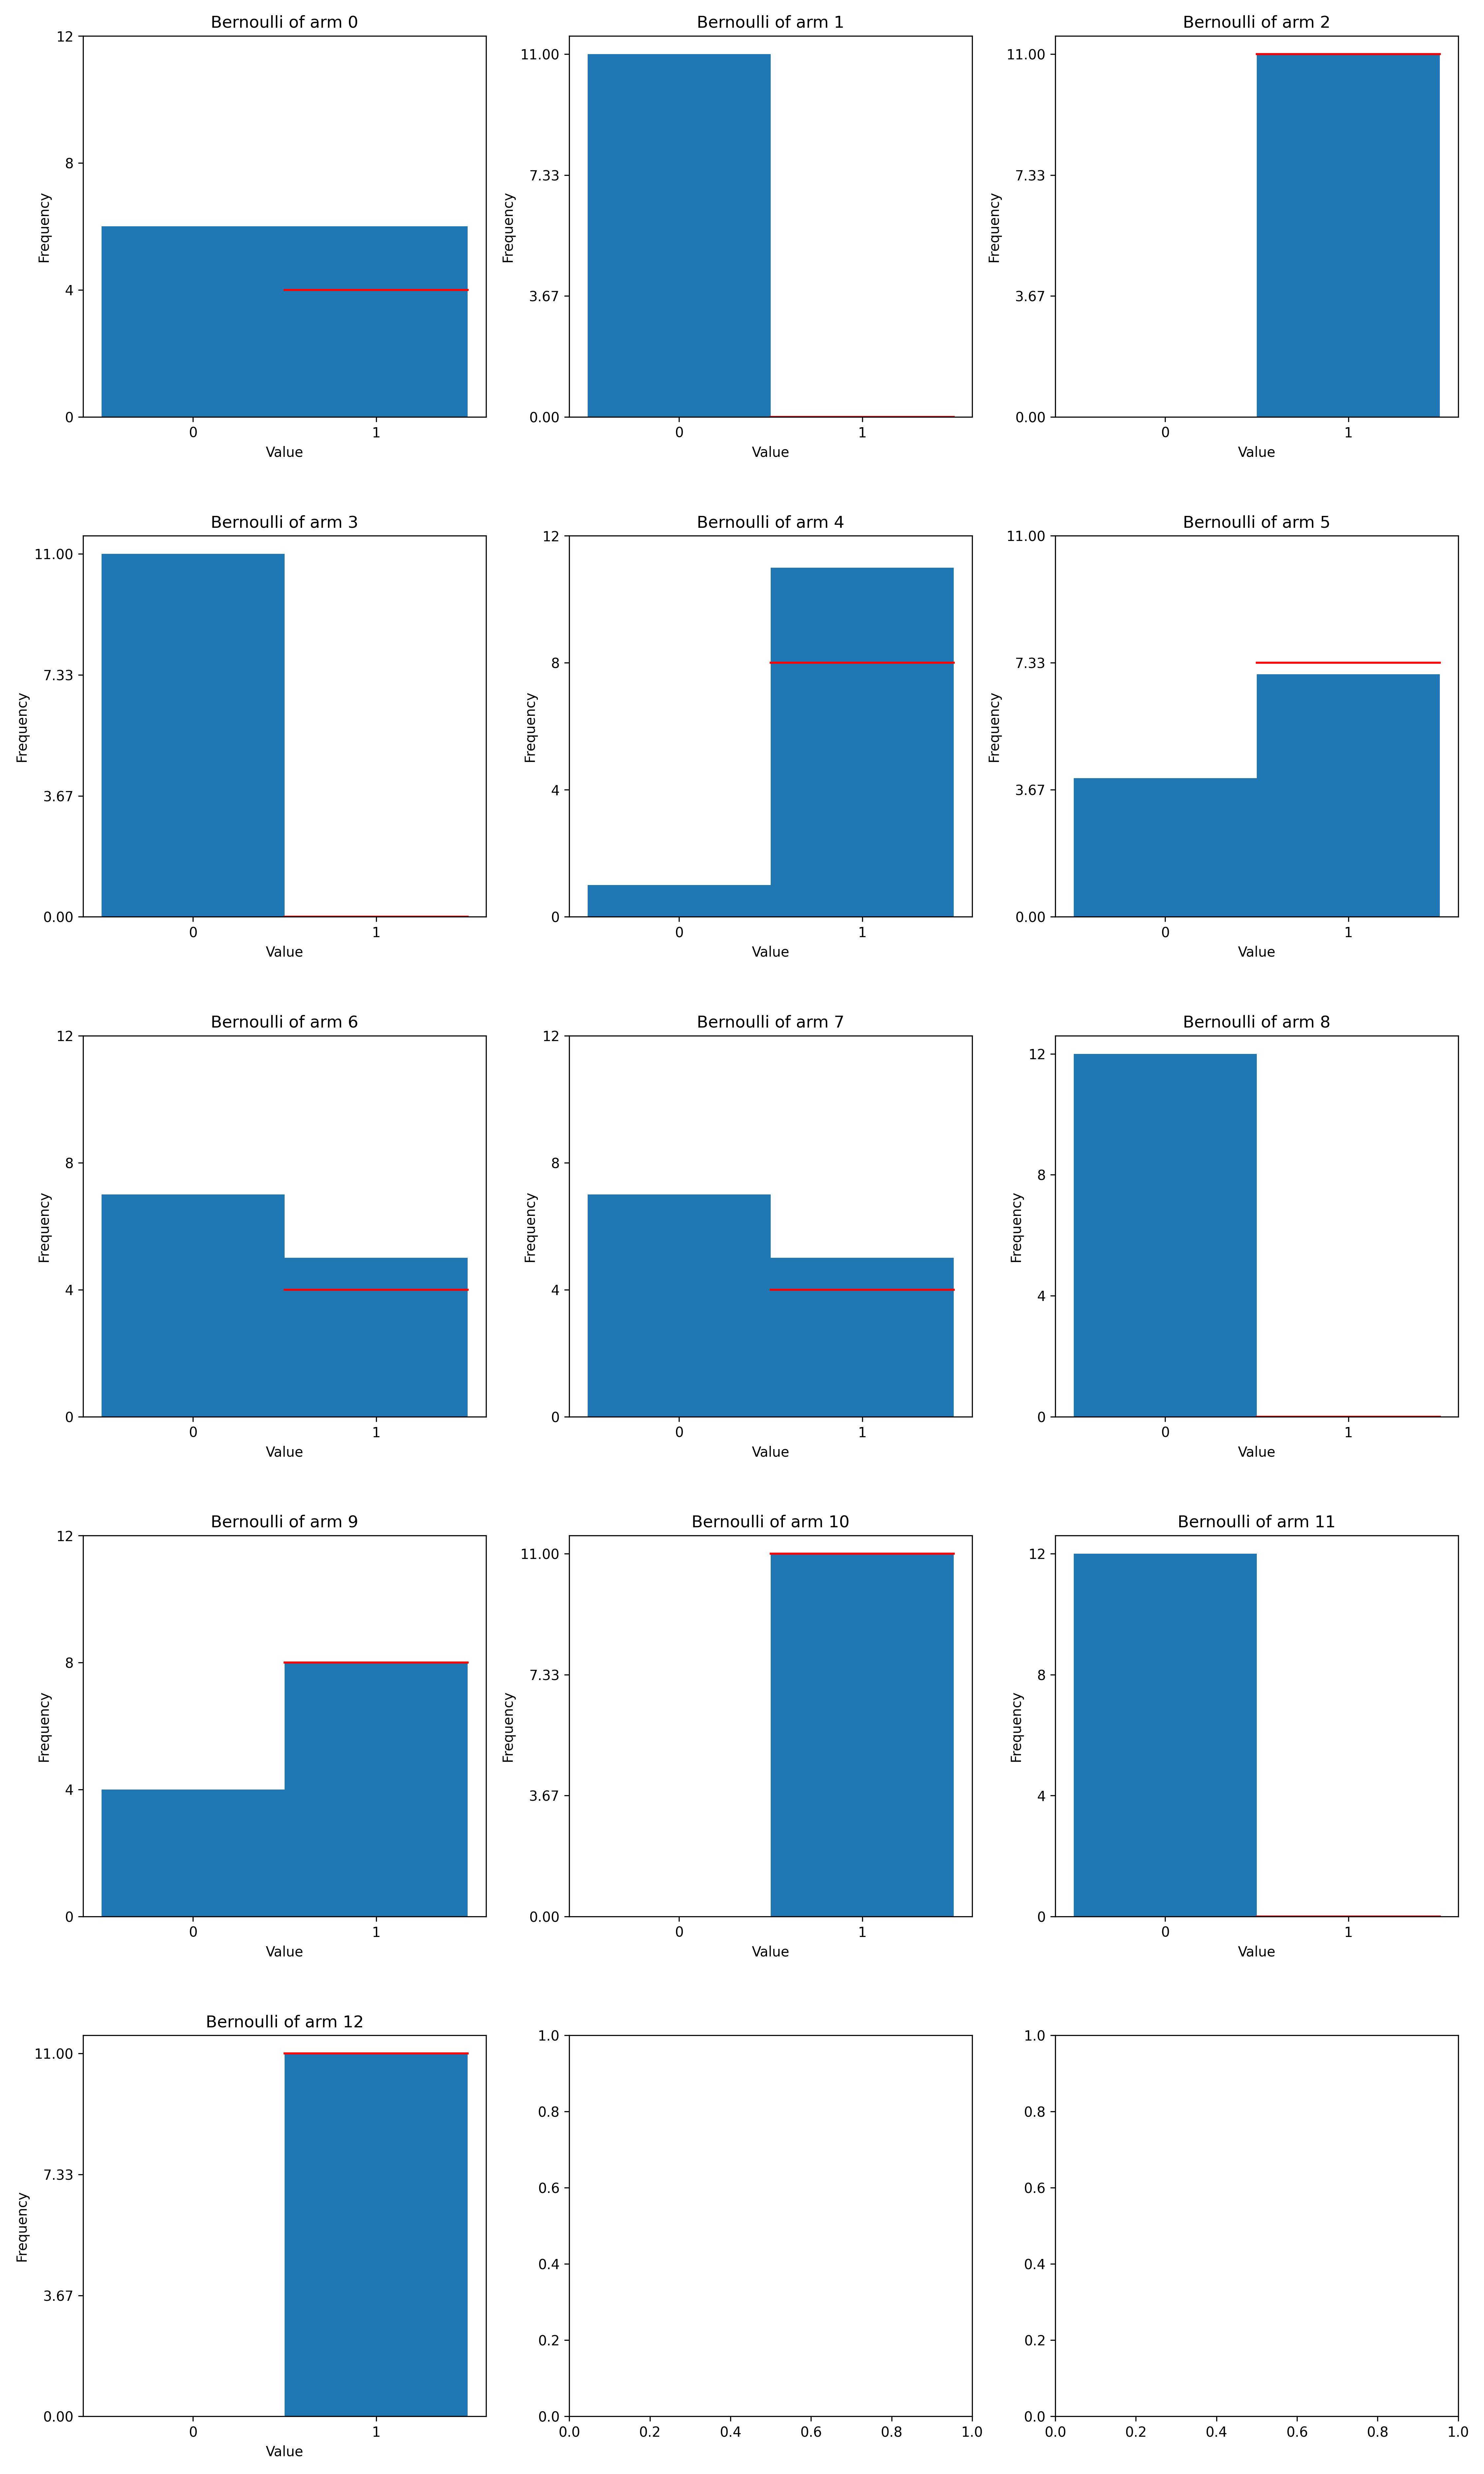 Bernoulli of arm 0
12
8
4
0
Frequency
0 1
Value
Bernoulli of arm 1
11.00
7.33
3.67
0.00
Frequency
0 1
Value
Bernoulli of arm 2
11.00
7.33
3.67
0.00
Frequency
0 1
Value
Bernoulli of arm 3
11.00
7.33
3.67
0.00
Frequency
0 1
Value
Bernoulli of arm 4
12
8
4
0
Frequency
0 1
Value
Bernoulli of arm 5
11.00
7.33
3.67
0.00
Frequency
0 1
Value
Bernoulli of arm 6
12
8
4
0
Frequency
0 1
Value
Bernoulli of arm 7
12
8
4
0
Frequency
0 1
Value
Bernoulli of arm 8
12
8
4
0
Frequency
0 1
Value
Bernoulli of arm 9
12
8
4
0
Frequency
0 1
Value
Bernoulli of arm 10
11.00
7.33
3.67
0.00
Frequency
0 1
Value
Bernoulli of arm 11
12
8
4
0
Frequency
0 1
Value
Bernoulli of arm 12
11.00
7.33
3.67
0.00
Frequency
0 1
Value
1.0
0.8
0.6
0.4
0.2
0.0
0.0 0.2 0.4 0.6 0.8 1.0
1.0
0.8
0.6
0.4
0.2
0.0
0.0 0.2 0.4 0.6 0.8 1.0